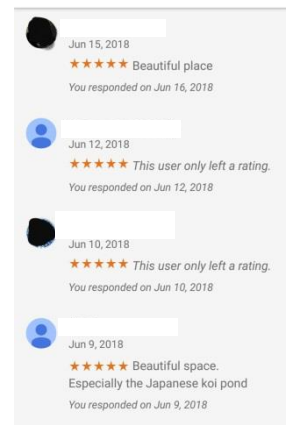 Jun 15, 2018
★★★★★ Beautiful place
You responded on Jun 16, 2018
Jun 12, 2018
★★★★★ This user only left a rating.
You responded on Jun 12, 2018
Jun 10, 2018
★★★★★ This user only left a rating.
You responded on Jun 10, 2018
Jun 9, 2018
★★★★★ Beautiful space.
Especially the Japanese koi pond
You responded on Jun 9, 2018